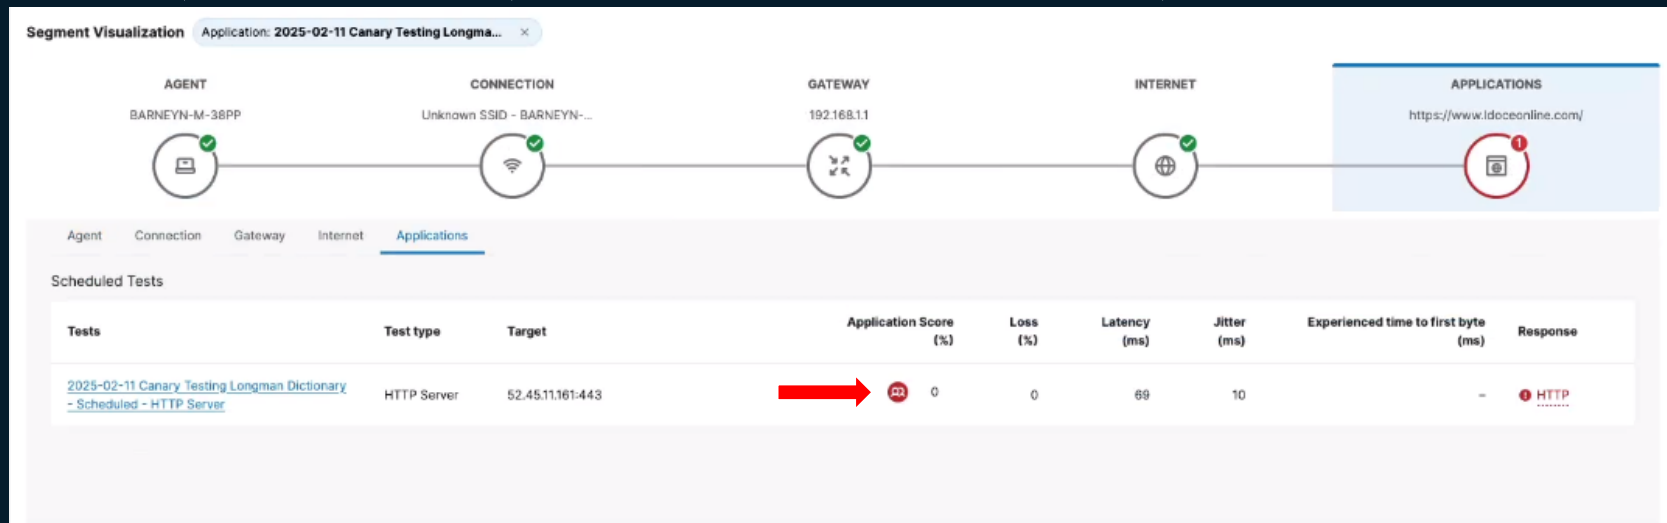 Segment Visualization Application: 2025-02-11 Canary Testing Longma... ×
AGENT CONNECTION GATEWAY INTERNET APPLICATIONS
BARNEYN-M-38PP Unknown SSID - BARNEYN-... 192.168.1.1 https://www.ldoceonline.com/
1
Agent Connection Gateway Internet Applications
Scheduled Tests
Tests Test type Target Application Score (%) Loss (%) Latency (ms) Jitter (ms) Experienced time to first byte (ms) Response
2025-02-11 Canary Testing Longman Dictionary
- Scheduled - HTTP Server
HTTP Server 52.45.11.161:443 0 0 69 10 – HTTP